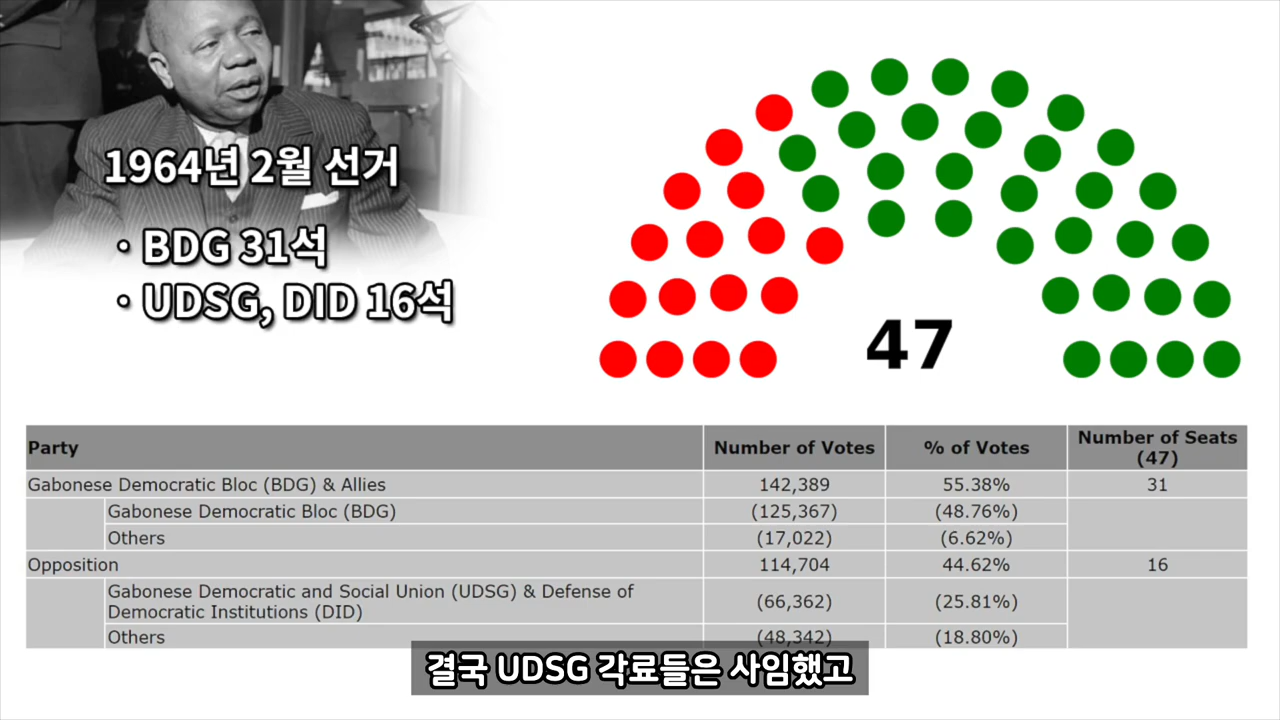 1964년 2월 선거
· BDG 31석
· UDSG, DID 16석
47
Party Number of Votes % of Votes Number of Seats (47)
Gabonese Democratic Bloc (BDG) & Allies 142,389 55.38% 31
Gabonese Democratic Bloc (BDG) (125,367) (48.76%)
Others (17,022) (6.62%)
Opposition 114,704 44.62% 16
Gabonese Democratic and Social Union (UDSG) & Defense of
Democratic Institutions (DID) (66,362) (25.81%)
Others (48,342) (18.80%)
결국 UDSG 각료들은 사임했고